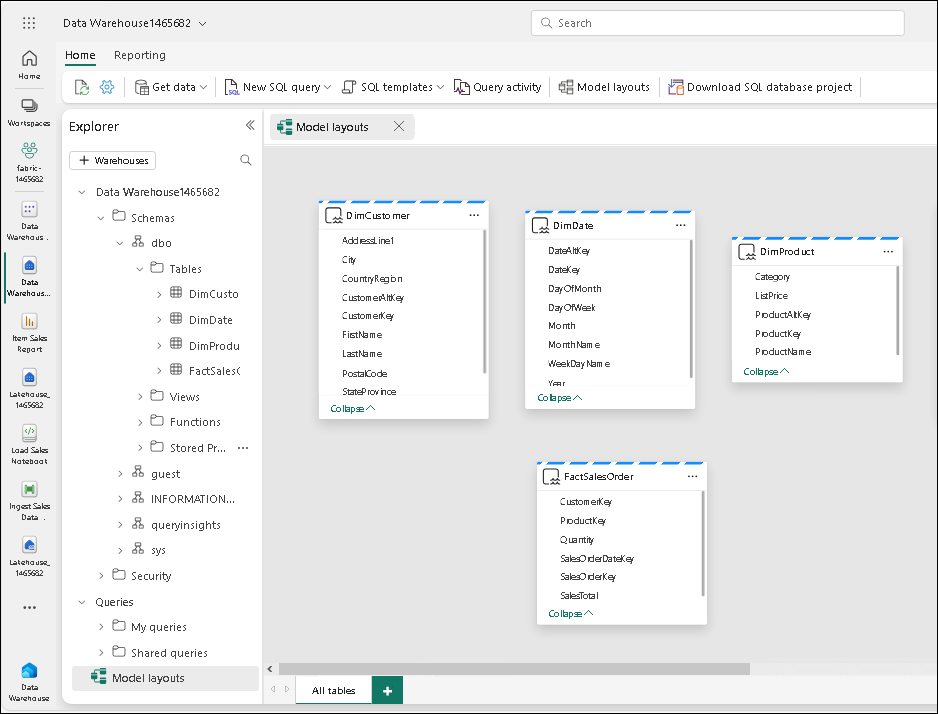 Data Warehouse1465682
Search
Home
Reporting
Get data
New SQL query
SQL templates
Query activity
Model layouts
Download SQL database project
Home
Workspaces
fabric-
1465682
Data
Warehous...
Data
Warehous...
Item Sales
Report
Lakehouse_
1465682
Load Sales
Notebook
Ingest Sales
Data ..
Lakehouse_
1465682
Data
Warehouse
Explorer
+ Warehouses
Data Warehouse1465682
Schemas
dbo
Tables
DimCusto
DimDate
DimProdu
FactSalesO
Views
Functions
Stored Pr...
guest
INFORMATION...
queryinsights
sys
Security
Queries
My queries
Shared queries
Model layouts
Model layouts
DimCustomer
AddressLine1
City
CountryRegion
CustomerAltKey
CustomerKey
FirstName
LastName
PostalCode
StateProvince
Collapse
DimDate
DateAltKey
DateKey
DayOfMonth
DayOfWeek
Month
MonthName
WeekDayName
Year
Collapse
DimProduct
Category
ListPrice
ProductAltKey
ProductKey
ProductName
Collapse
FactSalesOrder
CustomerKey
ProductKey
Quantity
SalesOrderDateKey
SalesOrderKey
SalesTotal
Collapse
All tables
+